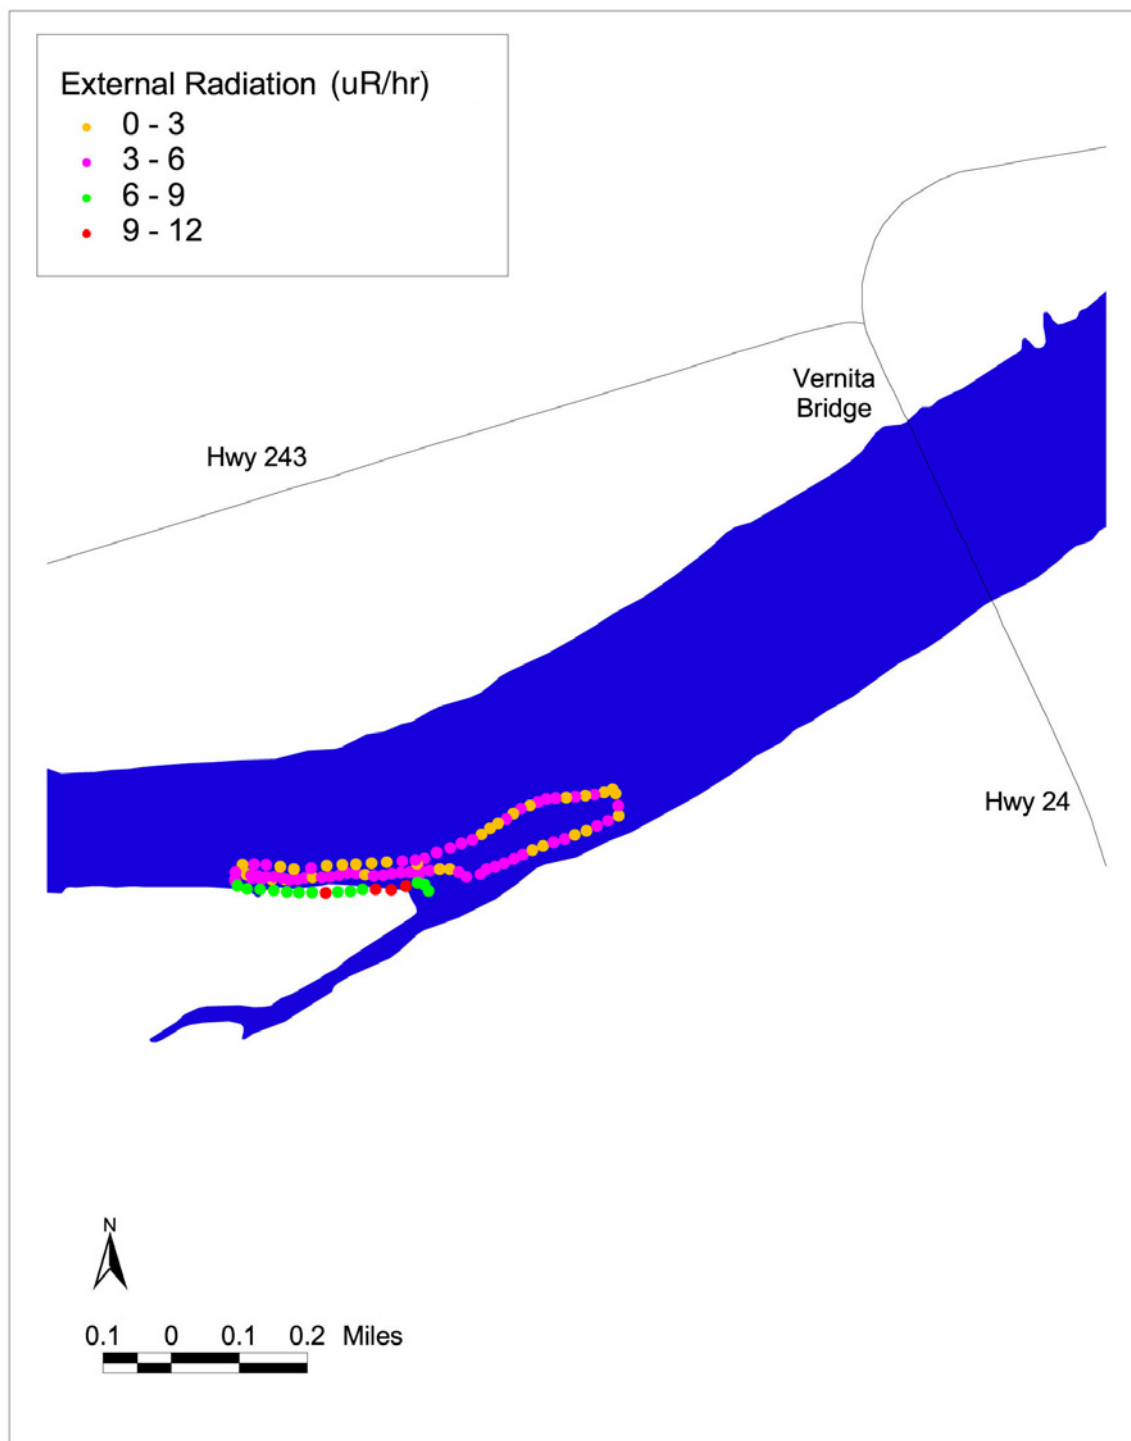 External Radiation (uR/hr)
0 - 3
3 - 6
6 - 9
9 - 12
Vernita
Bridge
Hwy 243
Hwy 24
N
0.1 0 0.1 0.2 Miles